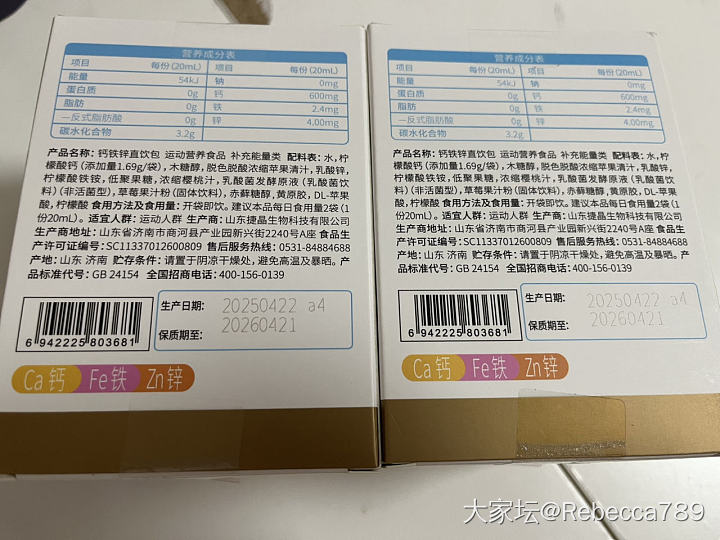 营养成分表
项目 每份(20mL) 项目 每份(20mL)
能量 54kJ 钠 0mg
蛋白质 0g 钙 600mg
脂肪 0g 铁 2.4mg
—反式脂肪酸 0g 锌 4.00mg
碳水化合物 3.2g
产品名称: 钙铁锌直饮包 运动营养食品 补充能量类 配料表: 水, 柠
檬酸钙 (添加量1.69g/袋), 木糖醇, 脱色脱酸浓缩苹果清汁, 乳酸锌,
柠檬酸铁铵, 低聚果糖, 浓缩樱桃汁, 乳酸菌发酵原液 (乳酸菌饮
料) (非活菌型), 草莓果汁粉 (固体饮料), 赤藓糖醇, 黄原胶, DL-苹果
酸, 柠檬酸 食用方法及食用量: 开袋即饮。建议本品每日食用量2袋 (1
份20mL)。适宜人群: 运动人群 生产商: 山东捷晶生物科技有限公司
地址: 山东省济南市商河县产业园新兴街2240号A座 食品生
产许可证编号: SC11337012600809 售后服务热线: 0531-84884688
产地: 山东 济南 贮存条件: 请置于阴凉干燥处, 避免高温及暴晒。产
品标准代号: GB 24154 全国招商电话: 400-156-0139
6 942225 803681
生产日期: 20250422 a4
保质期至: 20260421
Ca 钙 Fe 铁 Zn 锌
营养成分表
项目 每份(20mL) 项目 每份(20mL)
能量 54kJ 钠 0mg
蛋白质 0g 钙 600mg
脂肪 0g 铁 2.4mg
—反式脂肪酸 0g 锌 4.00mg
碳水化合物 3.2g
产品名称: 钙铁锌直饮包 运动营养食品 补充能量类 配料表: 水, 柠
檬酸钙 (添加量1.69g/袋), 木糖醇, 脱色脱酸浓缩苹果清汁, 乳酸锌,
柠檬酸铁铵, 低聚果糖, 浓缩樱桃汁, 乳酸菌发酵原液 (乳酸菌饮
料) (非活菌型), 草莓果汁粉 (固体饮料), 赤藓糖醇, 黄原胶, DL-苹果
酸, 柠檬酸 食用方法及食用量: 开袋即饮。建议本品每日食用量2袋 (1
份20mL)。适宜人群: 运动人群 生产商: 山东捷晶生物科技有限公司
地址: 山东省济南市商河县产业园新兴街2240号A座 食品生
产许可证编号: SC11337012600809 售后服务热线: 0531-84884688
产地: 山东 济南 贮存条件: 请置于阴凉干燥处, 避免高温及暴晒。产
品标准代号: GB 24154 全国招商电话: 400-156-0139
6 942225 803681
生产日期: 20250422 a4
保质期至: 20260421
Ca 钙 Fe 铁 Zn 锌
大家坛@Rebecca789